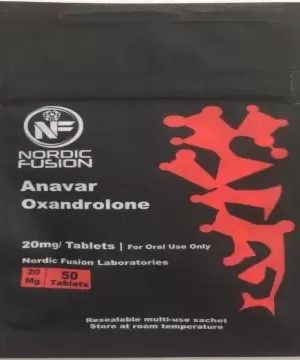 NF
NORDIC
FUSION
Anavar
Oxandrolone
20mg/ Tablets | For Oral Use Only
Nordic Fusion Laboratories
20 50
Mg Tablets
Resealable multi-use sachet
Store at room temperature